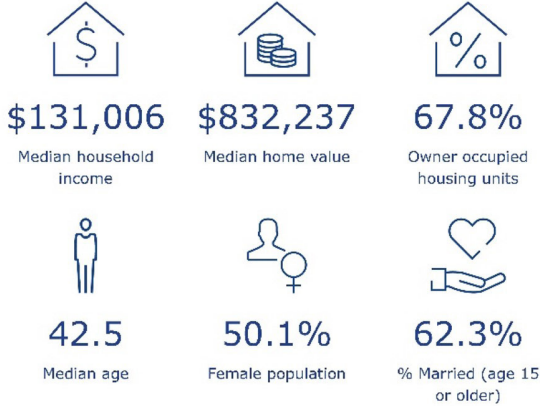 $
%
$131,006
Median household
income
$832,237
Median home value
67.8%
Owner occupied
housing units
42.5
Median age
50.1%
Female population
62.3%
% Married (age 15
or older)